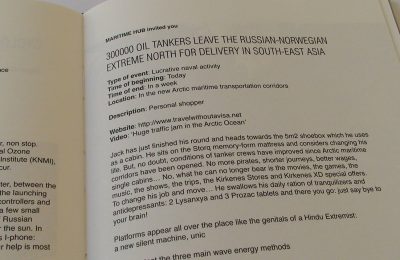 MARITIME HUB invited you
300000 OIL TANKERS LEAVE THE RUSSIAN-NORWEGIAN
EXTREME NORTH FOR DELIVERY IN SOUTH-EAST ASIA
Type of event: Lucrative naval activity
Time of beginning: Today
Time of end: In a week
Location: In the new Arctic maritime transportation corridors
Description: Personal shopper
Website: http://www.travelwithoutavisa.net
Video: 'Huge traffic jam in the Arctic Ocean'
Jack has just finished his round and heads towards the 5m2 shoebox which he uses
as a cabin. He sits on the Storq memory-form mattress and considers changing his
life. But, no doubt, conditions of tanker crews have improved since Arctic maritime
corridors have been opened. No more pirates, shorter journeys, better wages,
single cabins... No, what he can no longer bear is the movies, the games, the
music, the shows, the trips, the Kirkenes Stores and Kirkenes XD special offers.
To change his job and move... He swallows his daily ration of tranquilizers and
antidepressants: 2 Lysanxya and 3 Prozac tablets and there you go: just say bye to
your brain!
Platforms appear all over the place like the genitals of a Hindu Extremist.
a new silent machine, unic
t the three main wave energy methods
ce
, non stop.
al Ozone
Institute (KNMI),
cur.
ter, between the
the limited
controllers and
a few small
Russian
r the sun. In
s I-phone:
er help is most